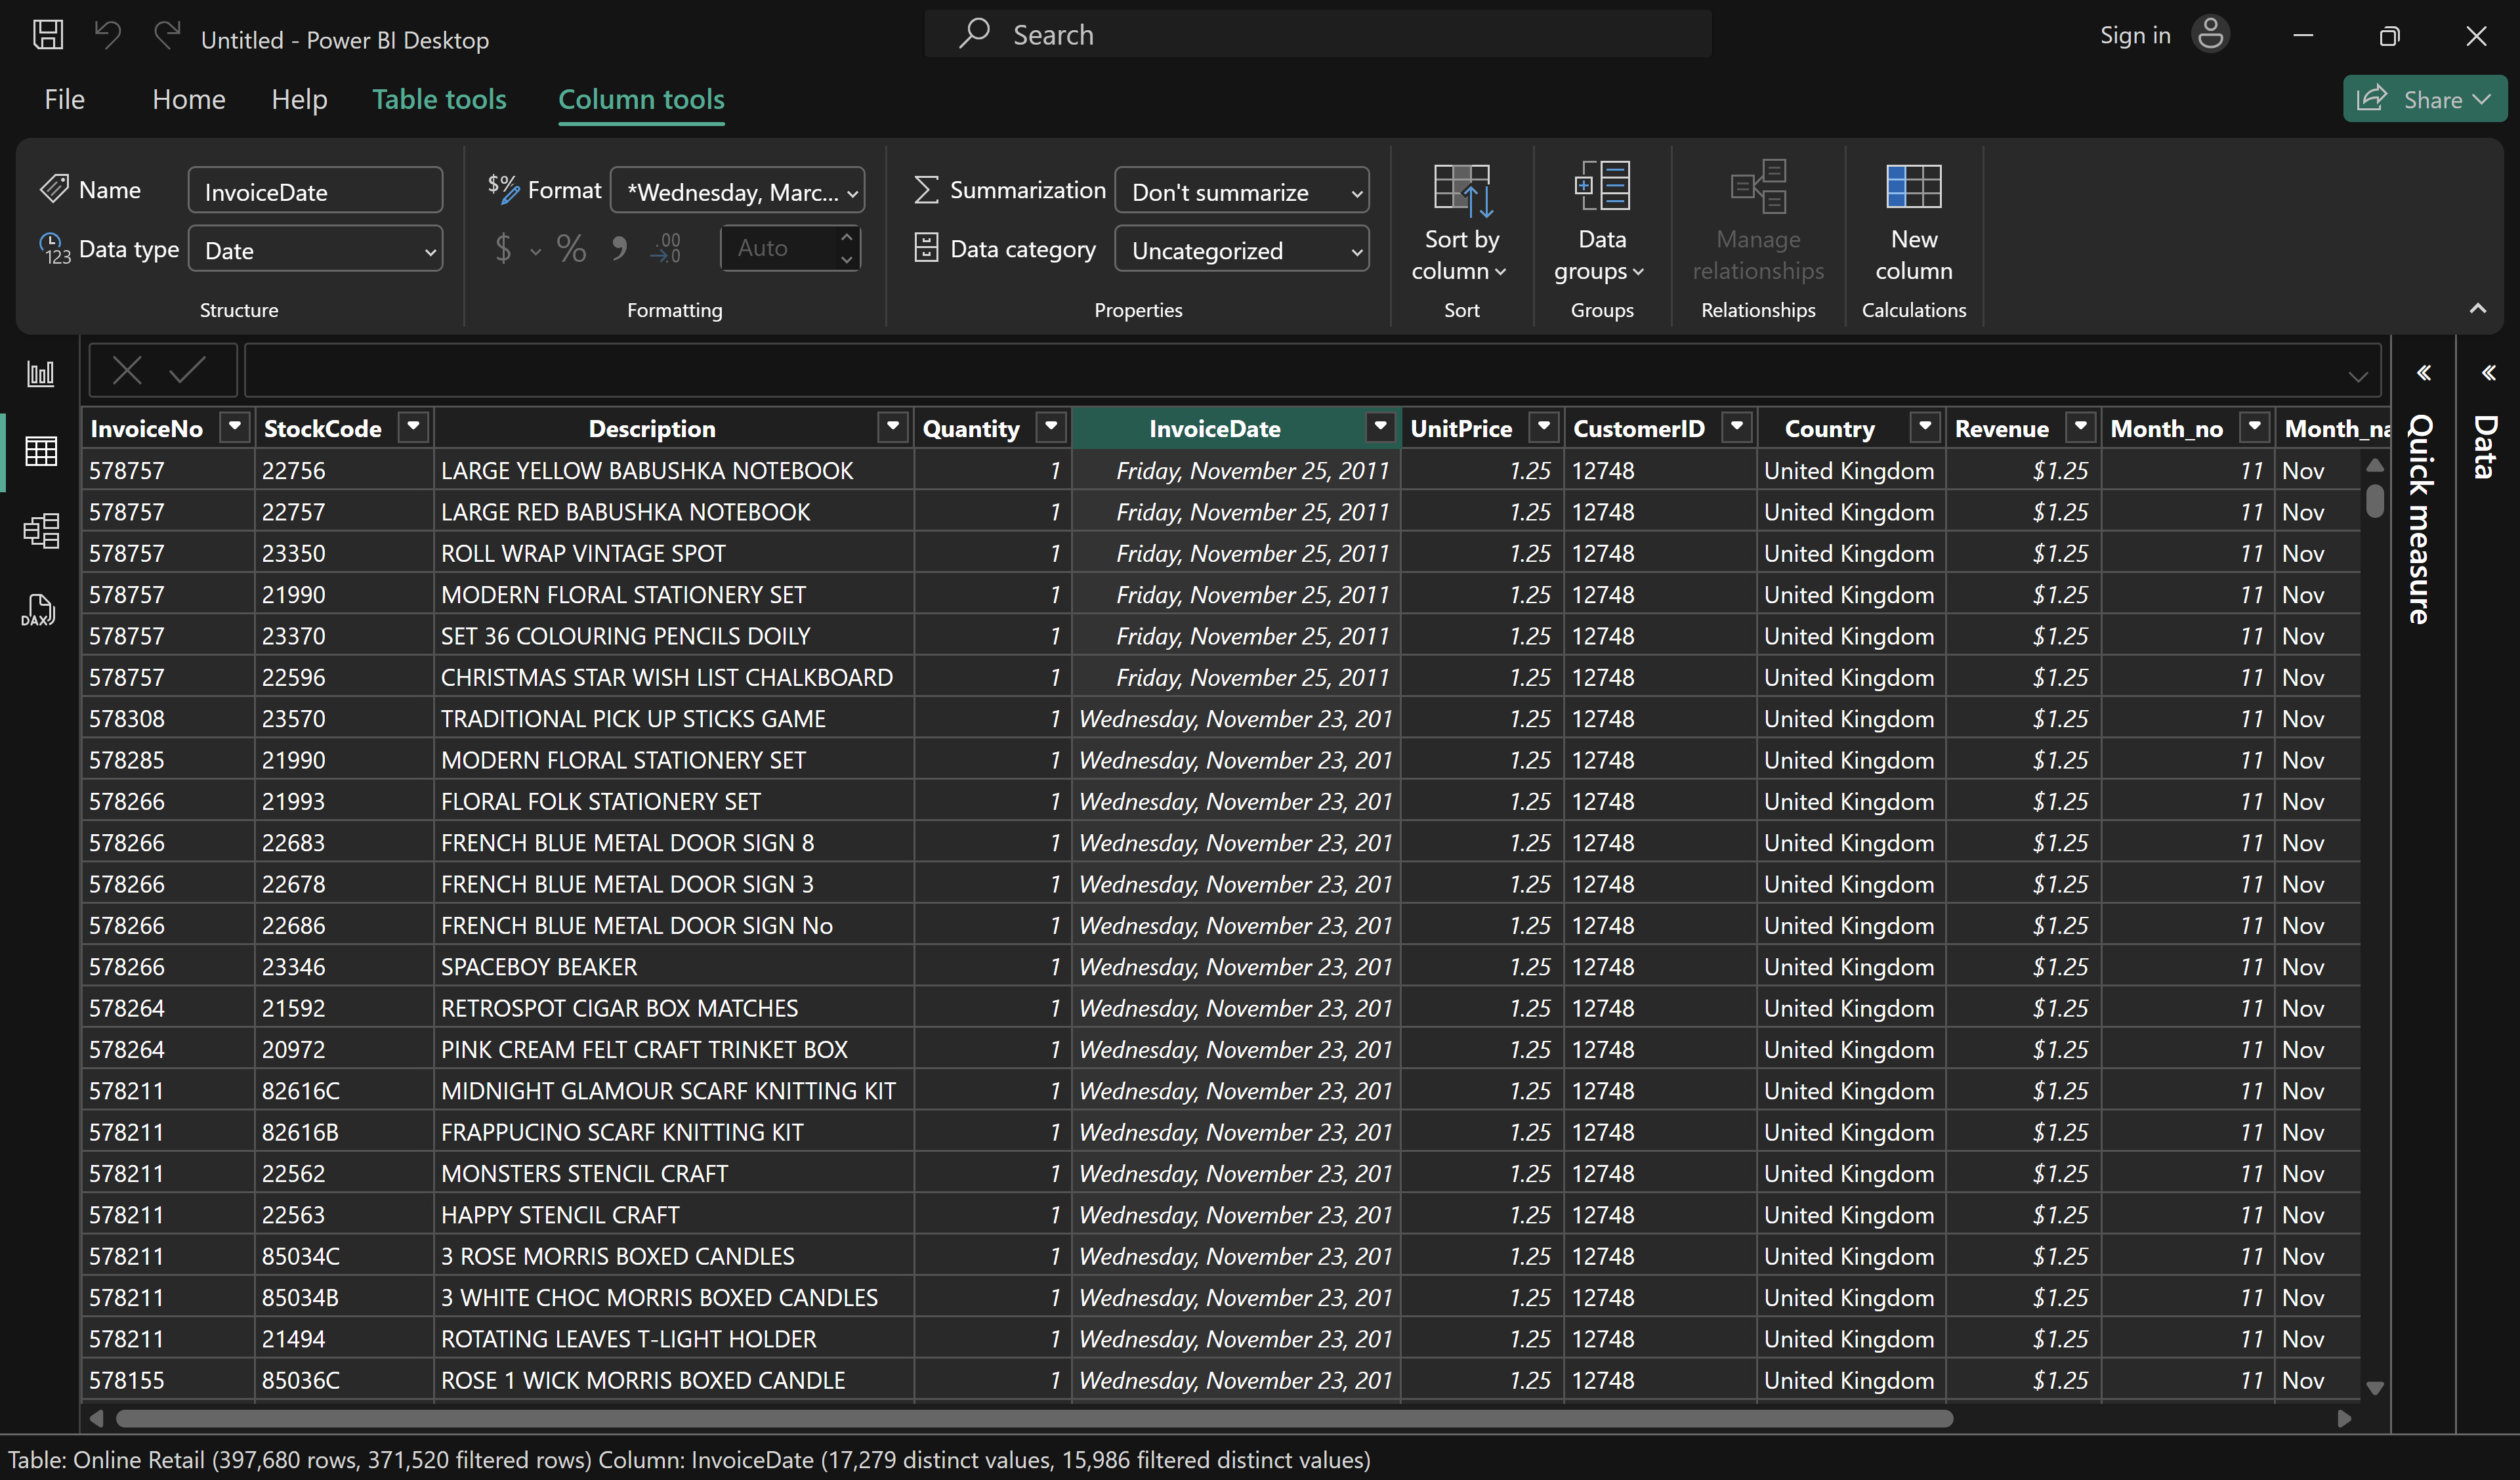 Untitled - Power BI Desktop
Search
Sign in
File Home Help Table tools Column tools
Share
Name InvoiceDate
Data type Date
Structure
$% Format *Wednesday, Marc...
$ % , .00 .0 Auto
Formatting
Summarization Don't summarize
Data category Uncategorized
Properties
Sort by
column
Sort
Data
groups
Groups
Manage
relationships
Relationships
New
column
Calculations
InvoiceNo StockCode Description Quantity InvoiceDate UnitPrice CustomerID Country Revenue Month_no Month_na
578757 22756 LARGE YELLOW BABUSHKA NOTEBOOK 1 Friday, November 25, 2011 1.25 12748 United Kingdom $1.25 11 Nov
578757 22757 LARGE RED BABUSHKA NOTEBOOK 1 Friday, November 25, 2011 1.25 12748 United Kingdom $1.25 11 Nov
578757 23350 ROLL WRAP VINTAGE SPOT 1 Friday, November 25, 2011 1.25 12748 United Kingdom $1.25 11 Nov
578757 21990 MODERN FLORAL STATIONERY SET 1 Friday, November 25, 2011 1.25 12748 United Kingdom $1.25 11 Nov
578757 23370 SET 36 COLOURING PENCILS DOILY 1 Friday, November 25, 2011 1.25 12748 United Kingdom $1.25 11 Nov
578757 22596 CHRISTMAS STAR WISH LIST CHALKBOARD 1 Friday, November 25, 2011 1.25 12748 United Kingdom $1.25 11 Nov
578308 23570 TRADITIONAL PICK UP STICKS GAME 1 Wednesday, November 23, 201 1.25 12748 United Kingdom $1.25 11 Nov
578285 21990 MODERN FLORAL STATIONERY SET 1 Wednesday, November 23, 201 1.25 12748 United Kingdom $1.25 11 Nov
578266 21993 FLORAL FOLK STATIONERY SET 1 Wednesday, November 23, 201 1.25 12748 United Kingdom $1.25 11 Nov
578266 22683 FRENCH BLUE METAL DOOR SIGN 8 1 Wednesday, November 23, 201 1.25 12748 United Kingdom $1.25 11 Nov
578266 22678 FRENCH BLUE METAL DOOR SIGN 3 1 Wednesday, November 23, 201 1.25 12748 United Kingdom $1.25 11 Nov
578266 22686 FRENCH BLUE METAL DOOR SIGN No 1 Wednesday, November 23, 201 1.25 12748 United Kingdom $1.25 11 Nov
578266 23346 SPACEBOY BEAKER 1 Wednesday, November 23, 201 1.25 12748 United Kingdom $1.25 11 Nov
578264 21592 RETROSPOT CIGAR BOX MATCHES 1 Wednesday, November 23, 201 1.25 12748 United Kingdom $1.25 11 Nov
578264 20972 PINK CREAM FELT CRAFT TRINKET BOX 1 Wednesday, November 23, 201 1.25 12748 United Kingdom $1.25 11 Nov
578211 82616C MIDNIGHT GLAMOUR SCARF KNITTING KIT 1 Wednesday, November 23, 201 1.25 12748 United Kingdom $1.25 11 Nov
578211 82616B FRAPPUCINO SCARF KNITTING KIT 1 Wednesday, November 23, 201 1.25 12748 United Kingdom $1.25 11 Nov
578211 22562 MONSTERS STENCIL CRAFT 1 Wednesday, November 23, 201 1.25 12748 United Kingdom $1.25 11 Nov
578211 22563 HAPPY STENCIL CRAFT 1 Wednesday, November 23, 201 1.25 12748 United Kingdom $1.25 11 Nov
578211 85034C 3 ROSE MORRIS BOXED CANDLES 1 Wednesday, November 23, 201 1.25 12748 United Kingdom $1.25 11 Nov
578211 85034B 3 WHITE CHOC MORRIS BOXED CANDLES 1 Wednesday, November 23, 201 1.25 12748 United Kingdom $1.25 11 Nov
578211 21494 ROTATING LEAVES T-LIGHT HOLDER 1 Wednesday, November 23, 201 1.25 12748 United Kingdom $1.25 11 Nov
578155 85036C ROSE 1 WICK MORRIS BOXED CANDLE 1 Wednesday, November 23, 201 1.25 12748 United Kingdom $1.25 11 Nov
DAX
Quick measure
Data
Table: Online Retail (397,680 rows, 371,520 filtered rows) Column: InvoiceDate (17,279 distinct values, 15,986 filtered distinct values)